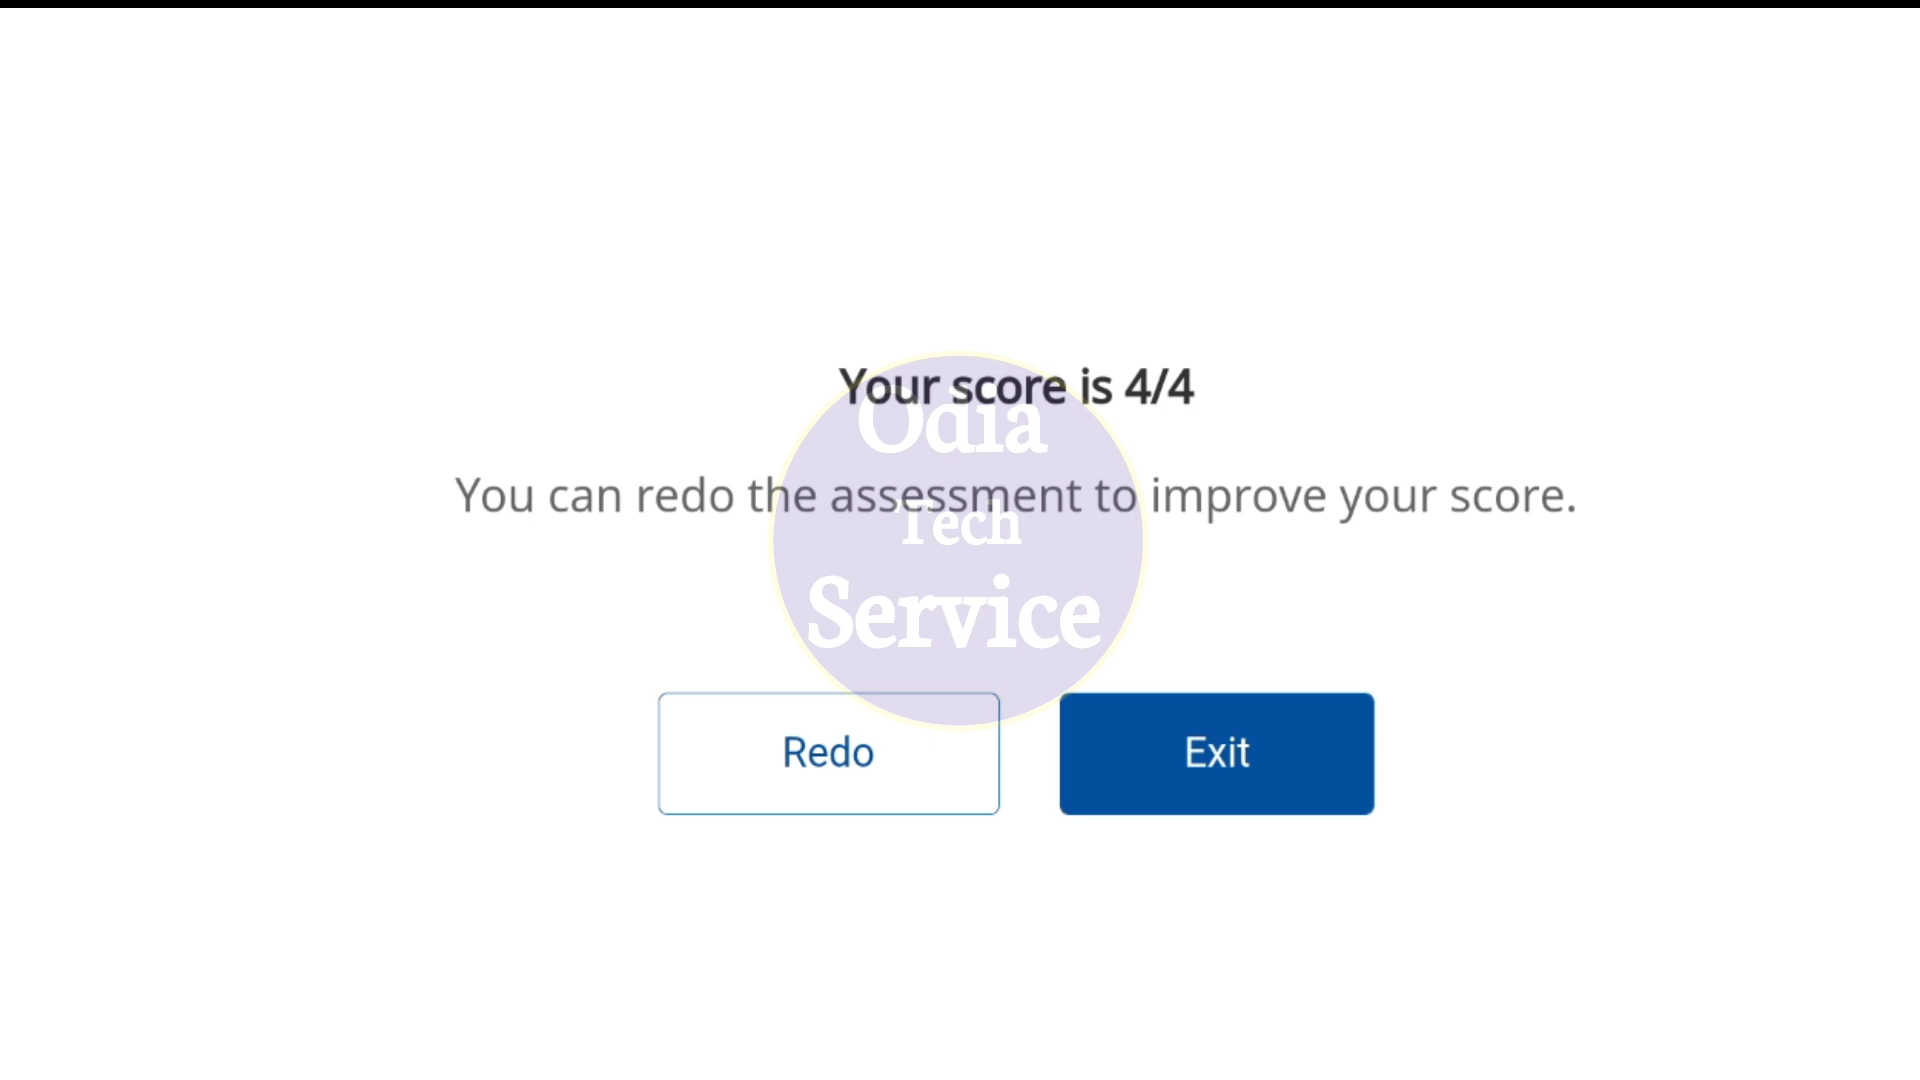 Your score is 4/4
Odia
You can redo the assessment to improve your score.
Tech
Service
Redo
Exit